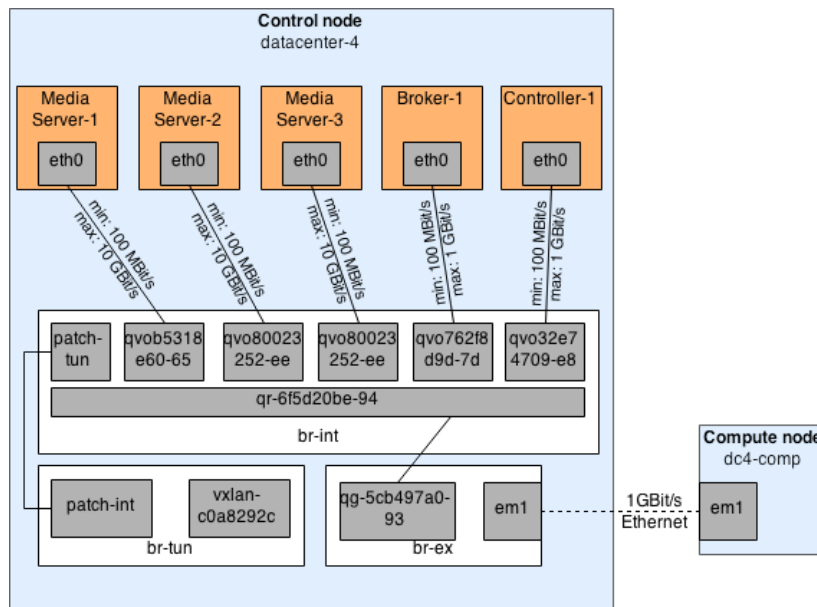 Control node
datacenter-4
Media
Server-1
eth0
Media
Server-2
eth0
Media
Server-3
eth0
Broker-1
eth0
Controller-1
eth0
min: 100 MBit/s
max: 10 GBit/s
min: 100 MBit/s
max: 10 GBit/s
min: 100 MBit/s
max: 10 GBit/s
min: 100 MBit/s
max: 1 GBit/s
min: 100 MBit/s
max: 1 GBit/s
patch-
tun
qvob5318
e60-65
qvo80023
252-ee
qvo80023
252-ee
qvo762f8
d9d-7d
qvo32e7
4709-e8
qr-6f5d20be-94
br-int
patch-int
vxlan-
c0a8292c
br-tun
qg-5cb497a0-
93
em1
br-ex
1GBit/s
Ethernet
Compute node
dc4-comp
em1